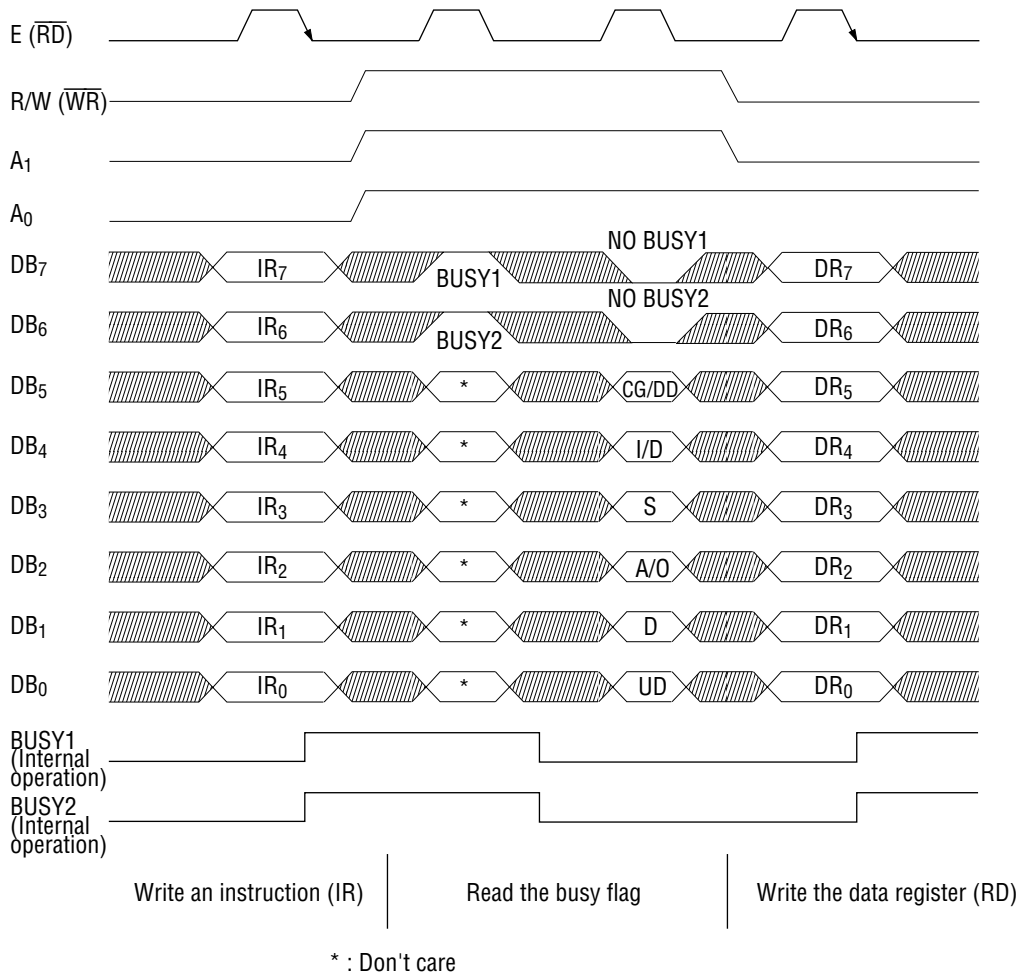 E (RD)
R/W (WR)
A1
A0
NO BUSY1
DB7 IR7 BUSY1 DR7
NO BUSY2
DB6 IR6 BUSY2 DR6
DB5 IR5 * CG/DD DR5
DB4 IR4 * I/D DR4
DB3 IR3 * S DR3
DB2 IR2 * A/O DR2
DB1 IR1 * D DR1
DB0 IR0 * UD DR0
BUSY1
(Internal
operation)
BUSY2
(Internal
operation)
Write an instruction (IR) Read the busy flag Write the data register (RD)
* : Don't care